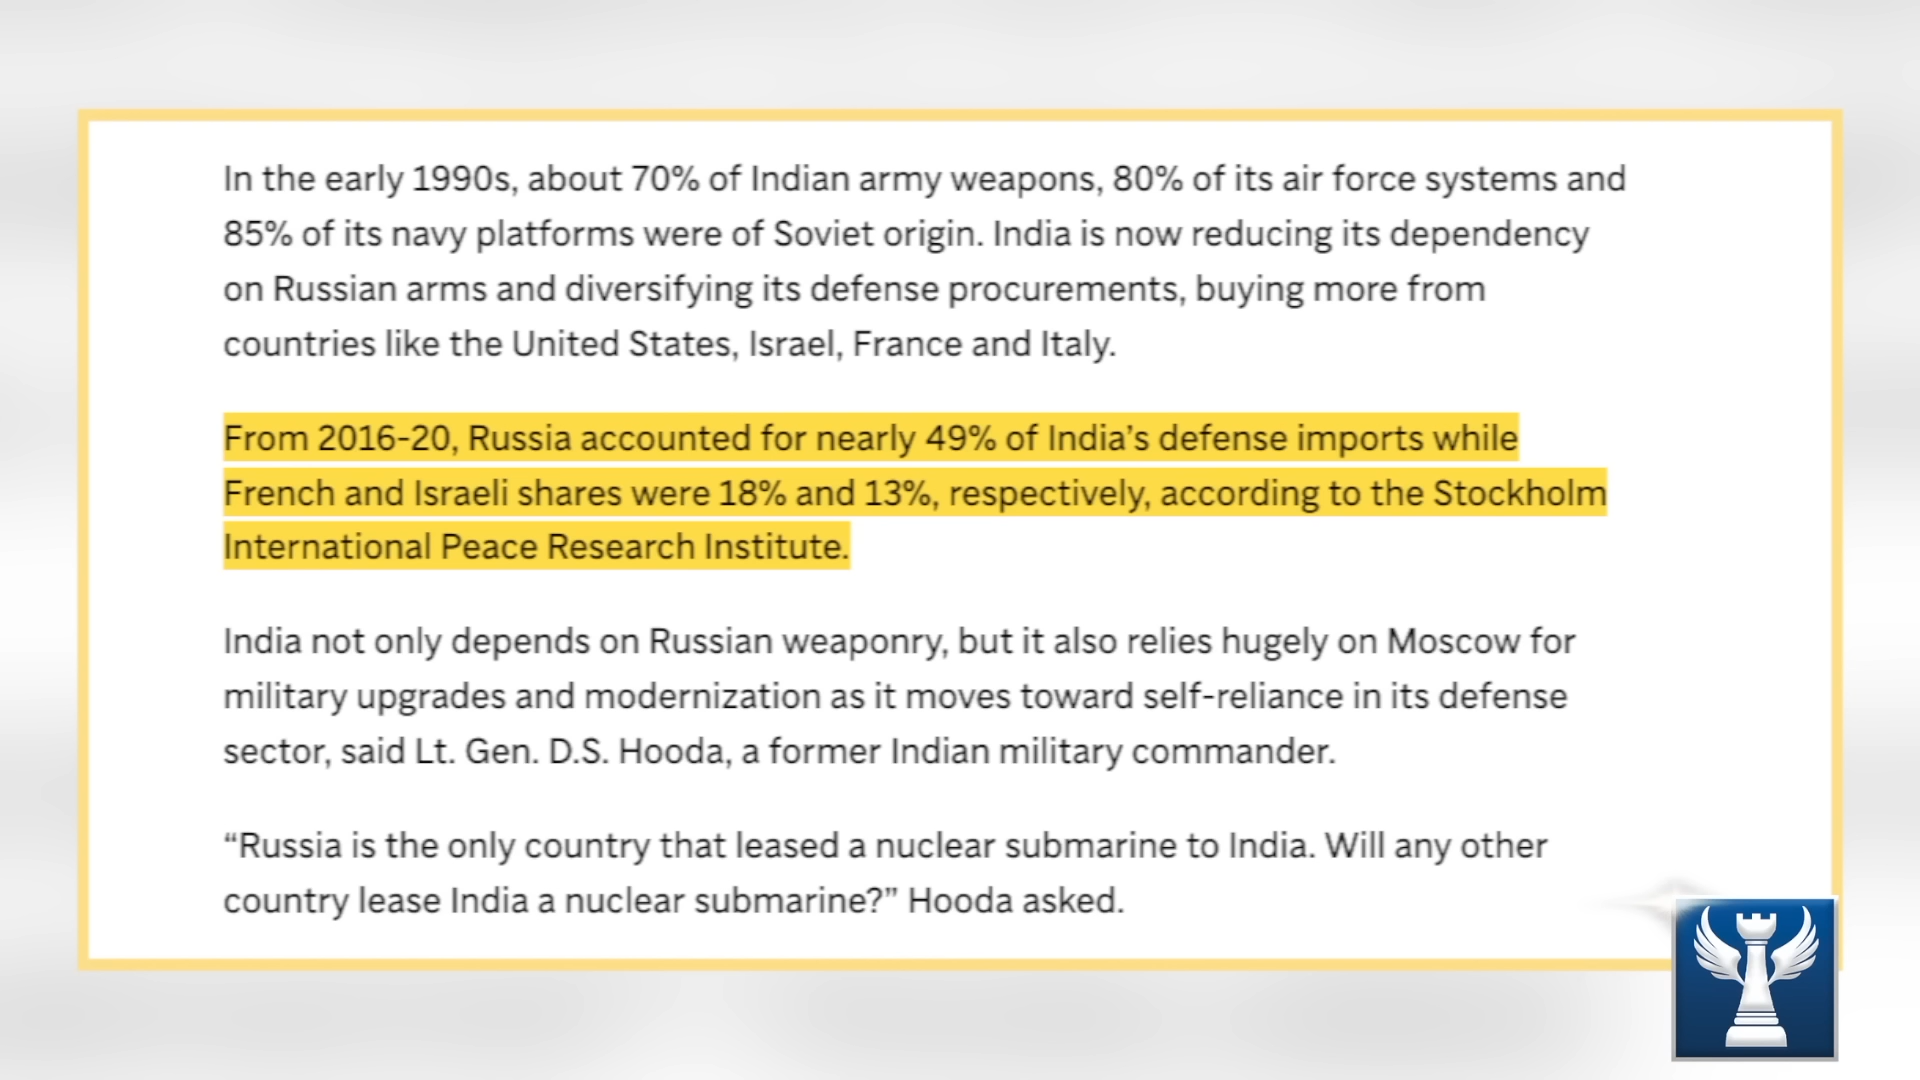 In the early 1990s, about 70% of Indian army weapons, 80% of its air force systems and
85% of its navy platforms were of Soviet origin. India is now reducing its dependency
on Russian arms and diversifying its defense procurements, buying more from
countries like the United States, Israel, France and Italy.
From 2016-20, Russia accounted for nearly 49% of India’s defense imports while
French and Israeli shares were 18% and 13%, respectively, according to the Stockholm
International Peace Research Institute.
India not only depends on Russian weaponry, but it also relies hugely on Moscow for
military upgrades and modernization as it moves toward self-reliance in its defense
sector, said Lt. Gen. D.S. Hooda, a former Indian military commander.
“Russia is the only country that leased a nuclear submarine to India. Will any other
country lease India a nuclear submarine?” Hooda asked.